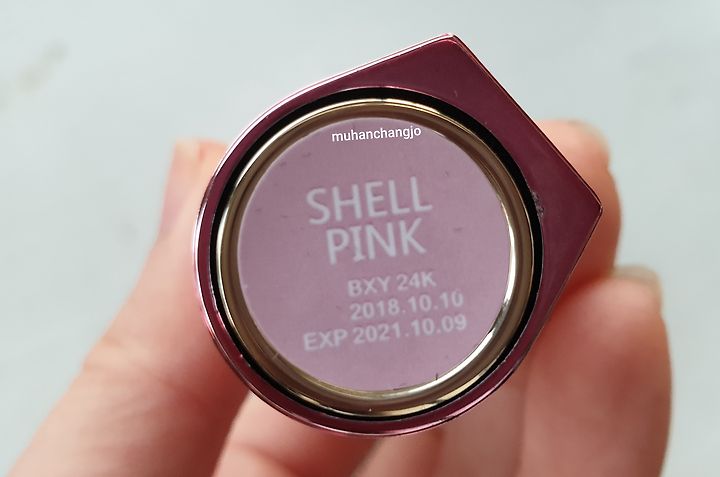 muhanchangjo
SHELL
PINK
BXY 24K
2018.10.10
EXP 2021.10.09